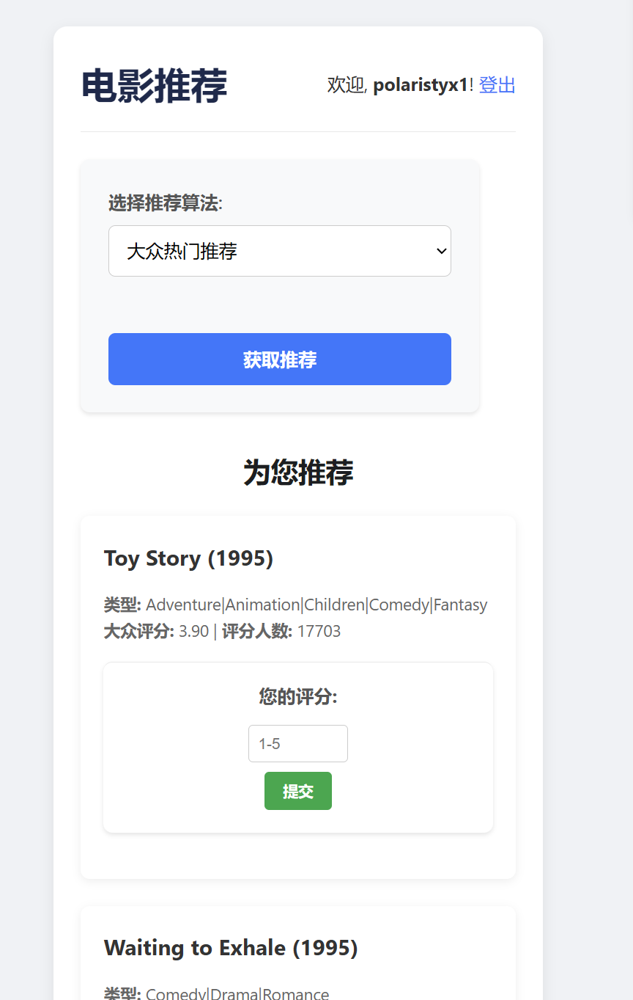 电影推荐
欢迎, polaristyx1! 登出
选择推荐算法:
大众热门推荐
获取推荐
为您推荐
Toy Story (1995)
类型: Adventure|Animation|Children|Comedy|Fantasy
大众评分: 3.90 | 评分人数: 17703
您的评分:
1-5
提交
Waiting to Exhale (1995)
类型: Comedy|Drama|Romance